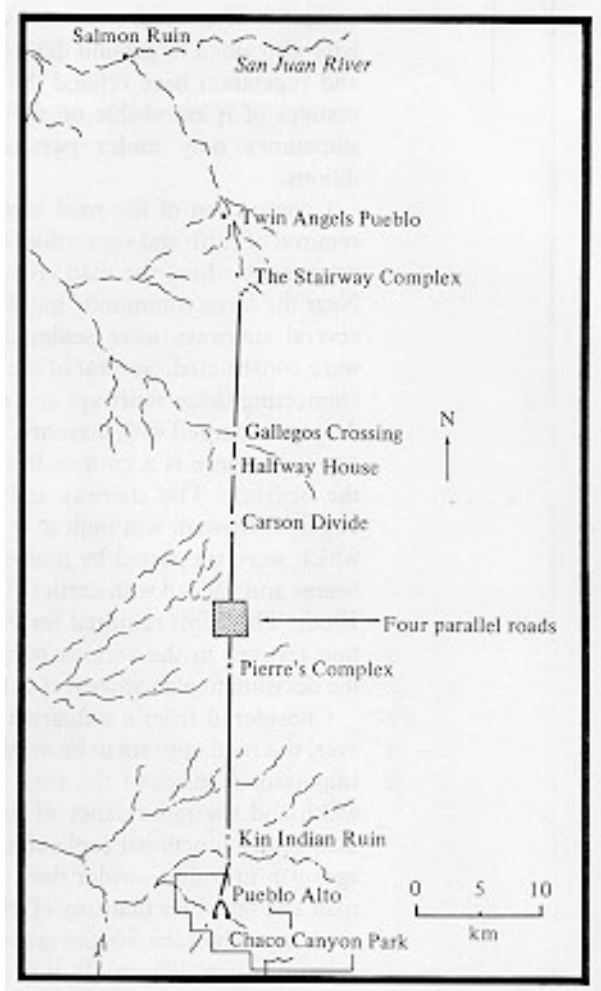 Salmon Ruin
San Juan River
Twin Angels Pueblo
The Stairway Complex
N
Gallegos Crossing
Halfway House
Carson Divide
Four parallel roads
Pierre's Complex
Kin Indian Ruin
Pueblo Alto
0 5 10
km
Chaco Canyon Park